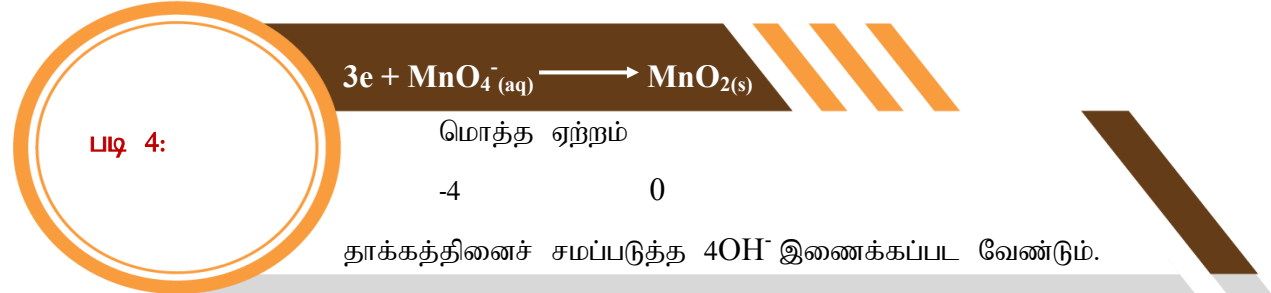 3e + MnO₄⁻₍aq₎ ⟶ MnO₂₍s₎
படி 4:
மொத்த ஏற்றம்
-4 0
தாக்கத்தினைச் சமப்படுத்த 4OH⁻ இணைக்கப்பட வேண்டும்.